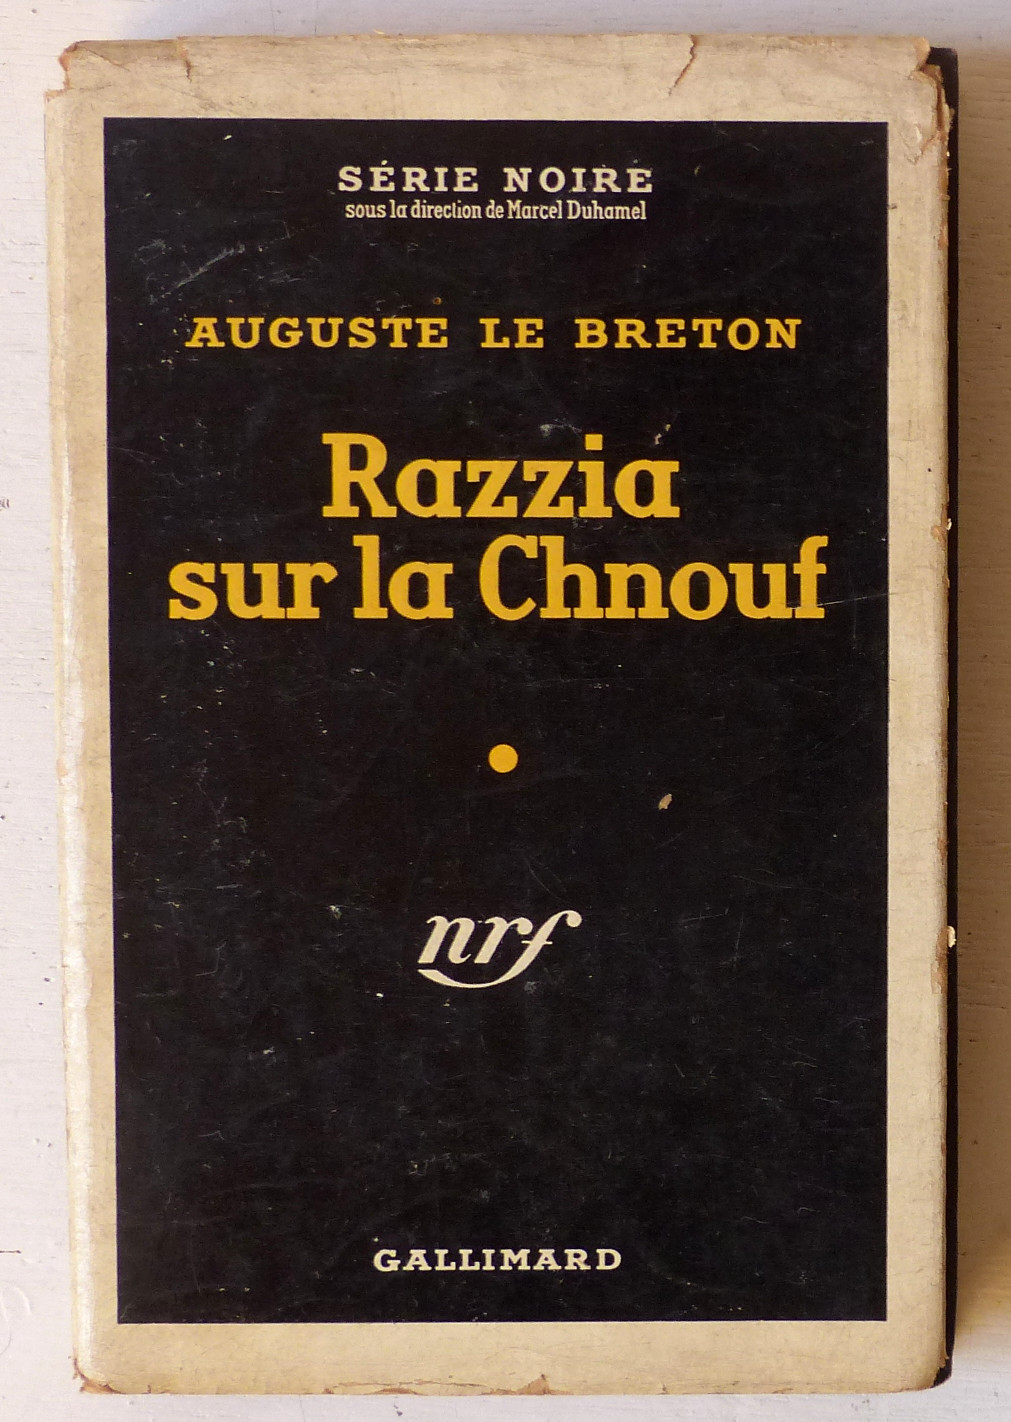 SÉRIE NOIRE
sous la direction de Marcel Duhamel
AUGUSTE LE BRETON
Razzia
sur la Chnouf
nrf
GALLIMARD